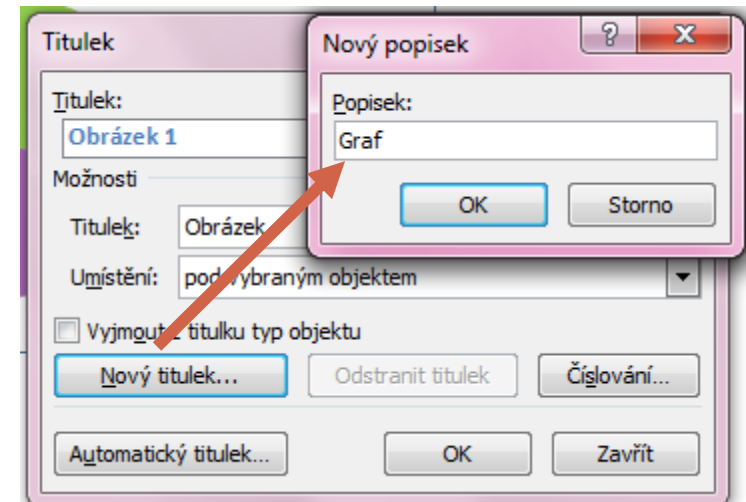 Titulek
Titulek:
Obrázek 1
Možnosti
Titulek: Obrázek
Umístění: pod vybraným objektem
Vyjmout z titulku typ objektu
Nový titulek... Odstranit titulek Číslování...
Automatický titulek... OK Zavřít
Nový popisek
Popisek:
Graf
OK Storno